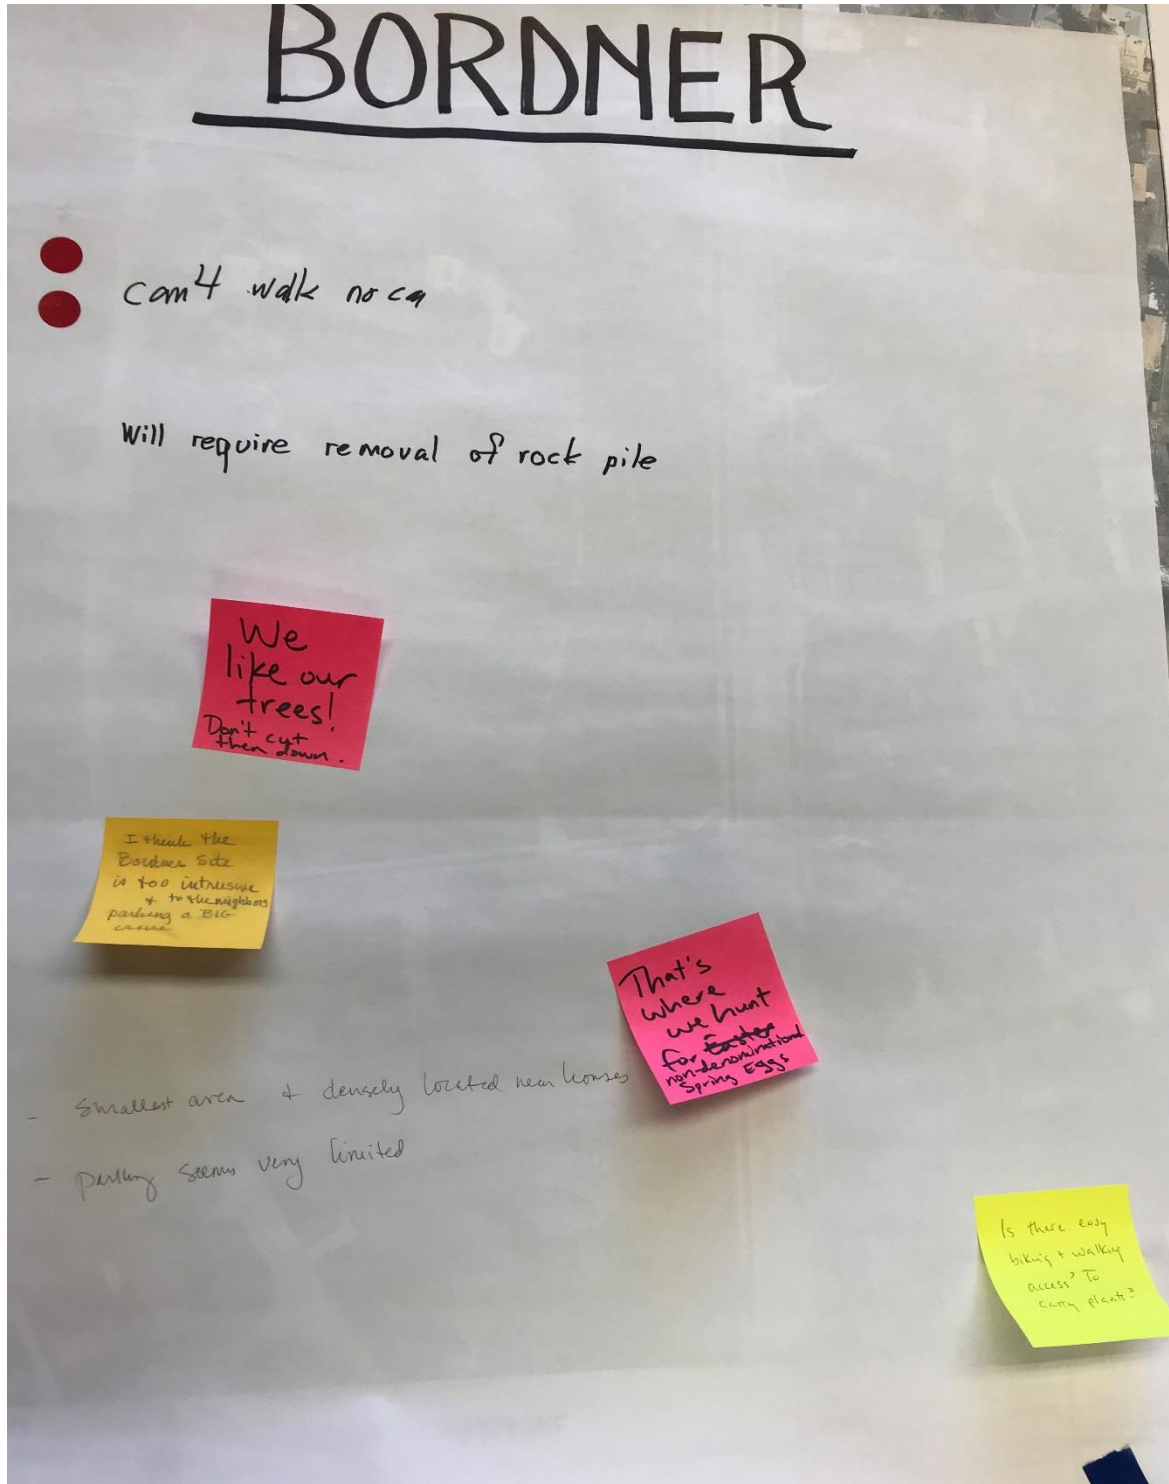 BORDNER
can4 walk no ca
Will require removal of rock pile
We
like our
trees!
Don't cut
them down.
I think the
Bordner Site
is too intrusive
+ to the neighbors
parking a BIG
issue
That's
where
we hunt
for Easter
non-denominational
Spring Eggs
- Smallest area + densely located near houses
- parking seems very limited
Is there easy
biking + walking
access? To
carry plants?